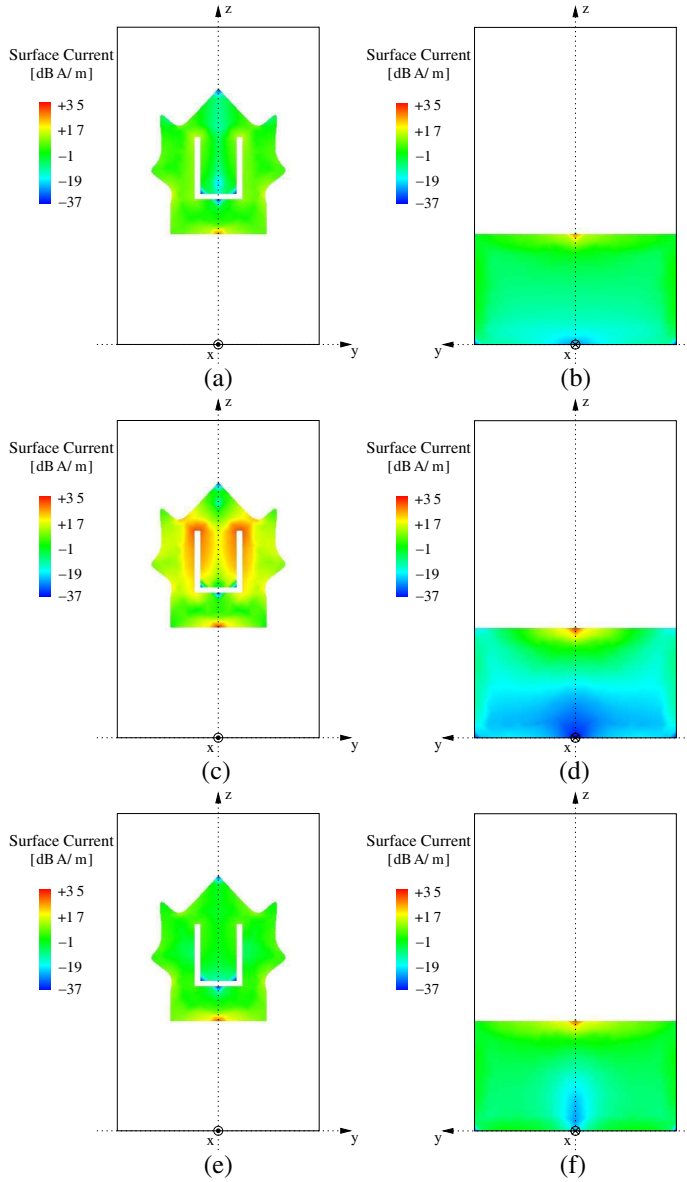 z
z
Surface Current
[dB A/ m]
+3 5
+1 7
−1
−19
−37
Surface Current
[dB A/ m]
+3 5
+1 7
−1
−19
−37
x
y
y
x
(a)
(b)
z
z
Surface Current
[dB A/ m]
+3 5
+1 7
−1
−19
−37
Surface Current
[dB A/ m]
+3 5
+1 7
−1
−19
−37
x
y
y
x
(c)
(d)
z
z
Surface Current
[dB A/ m]
+3 5
+1 7
−1
−19
−37
Surface Current
[dB A/ m]
+3 5
+1 7
−1
−19
−37
x
y
y
x
(e)
(f)